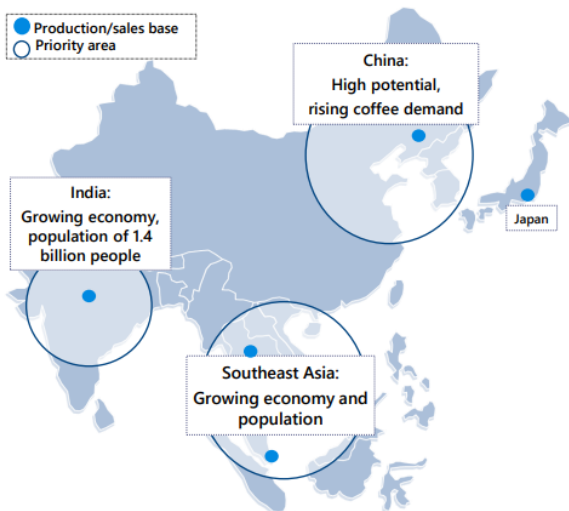 Production/sales base
Priority area
China:
High potential,
rising coffee demand
India:
Growing economy,
population of 1.4
billion people
Japan
Southeast Asia:
Growing economy and
population